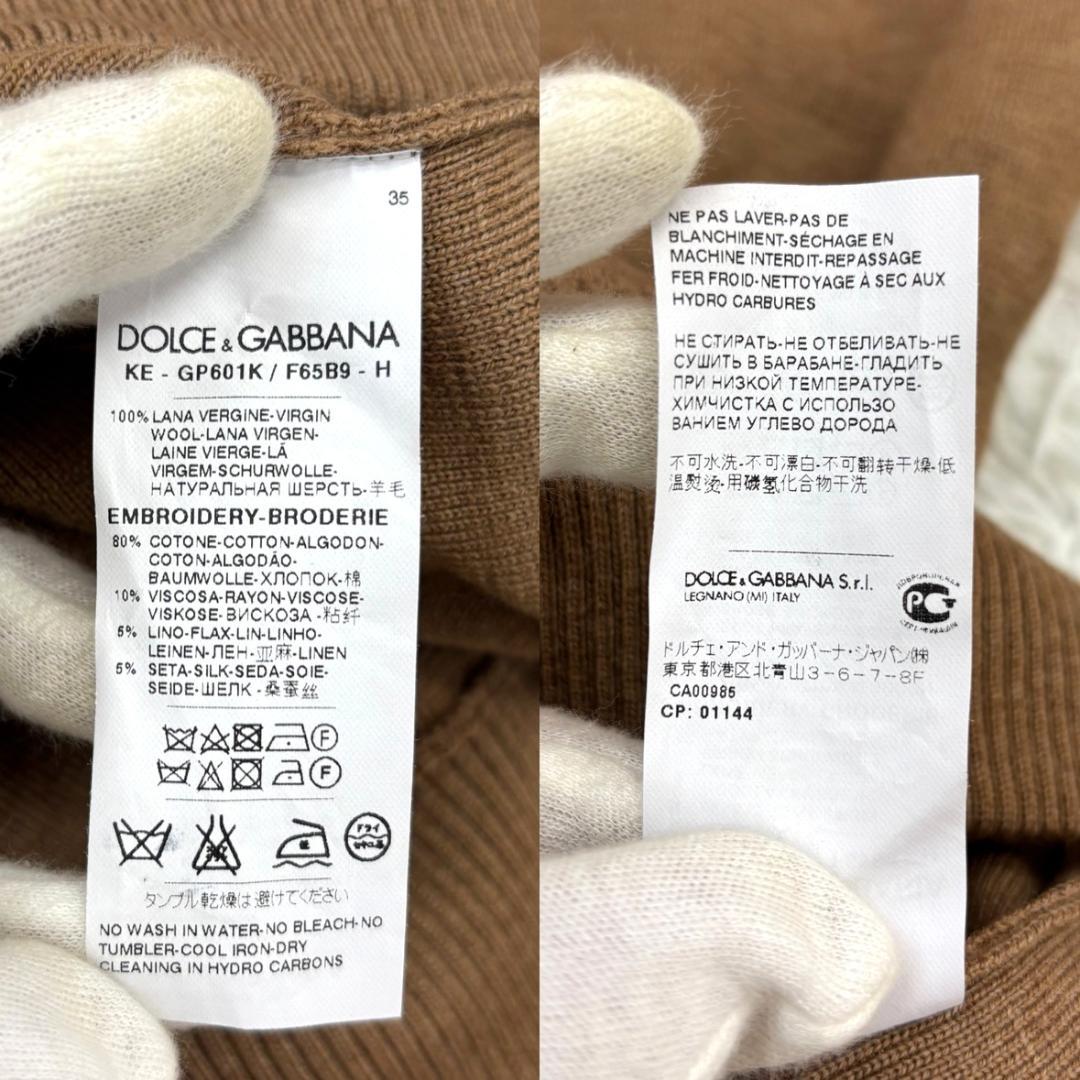 35
DOLCE & GABBANA
KE - GP601K / F65B9 - H
100% LANA VERGINE-VIRGIN
WOOL-LANA VIRGEN-
LAINE VIERGE-LÃ
VIRGEM-SCHURWOLLE-
НАТУРАЛЬНАЯ ШЕРСТЬ-羊毛
EMBROIDERY-BRODERIE
80% COTONE-COTTON-ALGODON-
COTON-ALGODÃO-
BAUMWOLLE-ХЛОПОК-棉
10% VISCOSA-RAYON-VISCOSE-
VISKOSE-ВИСКОЗА-粘纤
5% LINO-FLAX-LIN-LINHO-
LEINEN-ЛЕН-亚麻-LINEN
5% SETA-SILK-SEDA-SOIE-
SEIDE-ШЕЛК-桑蚕丝
F
F
低
ドライ
セキユ系
タンブル乾燥は避けてください
NO WASH IN WATER-NO BLEACH-NO
TUMBLER-COOL IRON-DRY
CLEANING IN HYDRO CARBONS
NE PAS LAVER-PAS DE
BLANCHIMENT-SÉCHAGE EN
MACHINE INTERDIT-REPASSAGE
FER FROID-NETTOYAGE À SEC AUX
HYDRO CARBURES
НЕ СТИРАТЬ-НЕ ОТБЕЛИВАТЬ-НЕ
СУШИТЬ В БАРАБАНЕ-ГЛАДИТЬ
ПРИ НИЗКОЙ ТЕМПЕРАТУРЕ-
ХИМЧИСТКА С ИСПОЛЬЗО
ВАНИЕМ УГЛЕВО ДОРОДА
不可水洗-不可漂白-不可翻转干燥-低
温熨烫-用磯氢化合物干洗
DOLCE & GABBANA S.r.l.
LEGNANO (MI) ITALY
ドルチェ・アンド・ガッバーナ・ジャパン㈱
東京都港区北青山3-6-7-8F
CA00985
CP: 01144